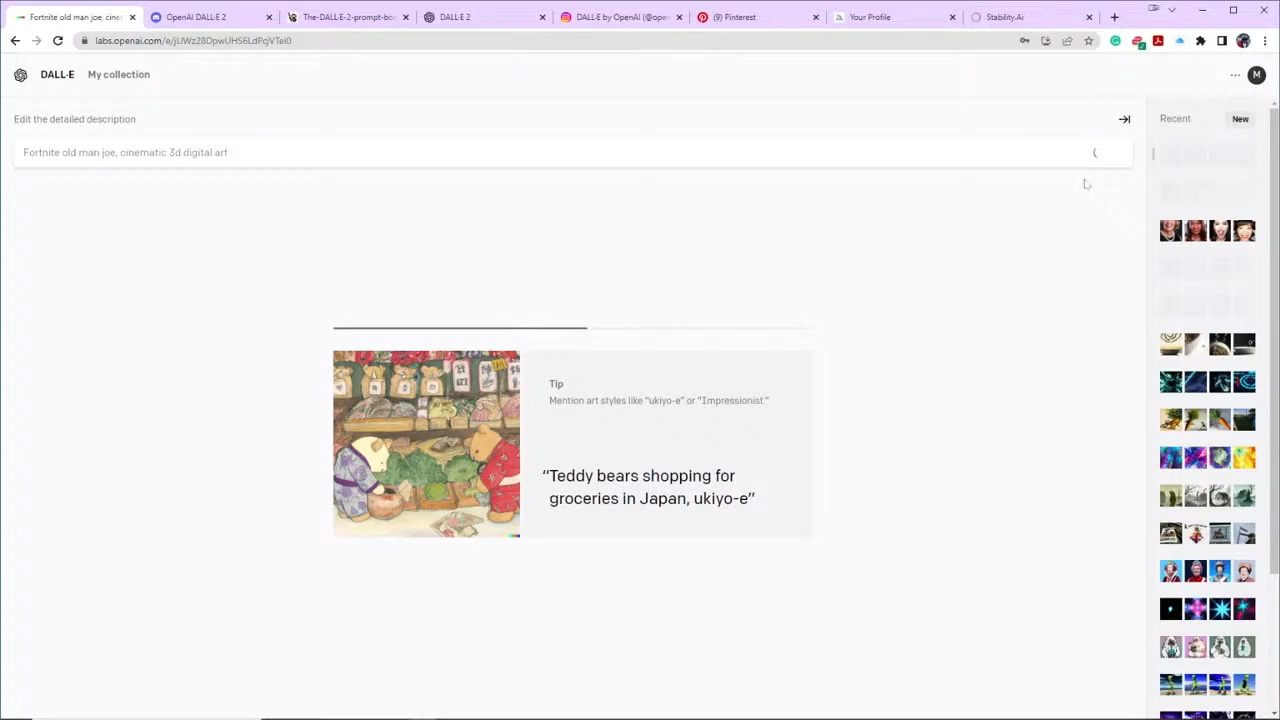 Fortnite old man joe, cine
OpenAI DALL·E 2
The-DALL-E-2-prompt-bo
DALL·E 2
DALL·E by OpenAI (@open
(9) Pinterest
Your Profile
Stability.Ai
labs.openai.com/e/jLlWz28DpwUHS6LdPcjVTei0
DALL·E
My collection
M
Edit the detailed description
Recent
New
Fortnite old man joe, cinematic 3d digital art
Tip
Mention art styles like “ukiyo-e” or “Impressionist.”
“Teddy bears shopping for
groceries in Japan, ukiyo-e”